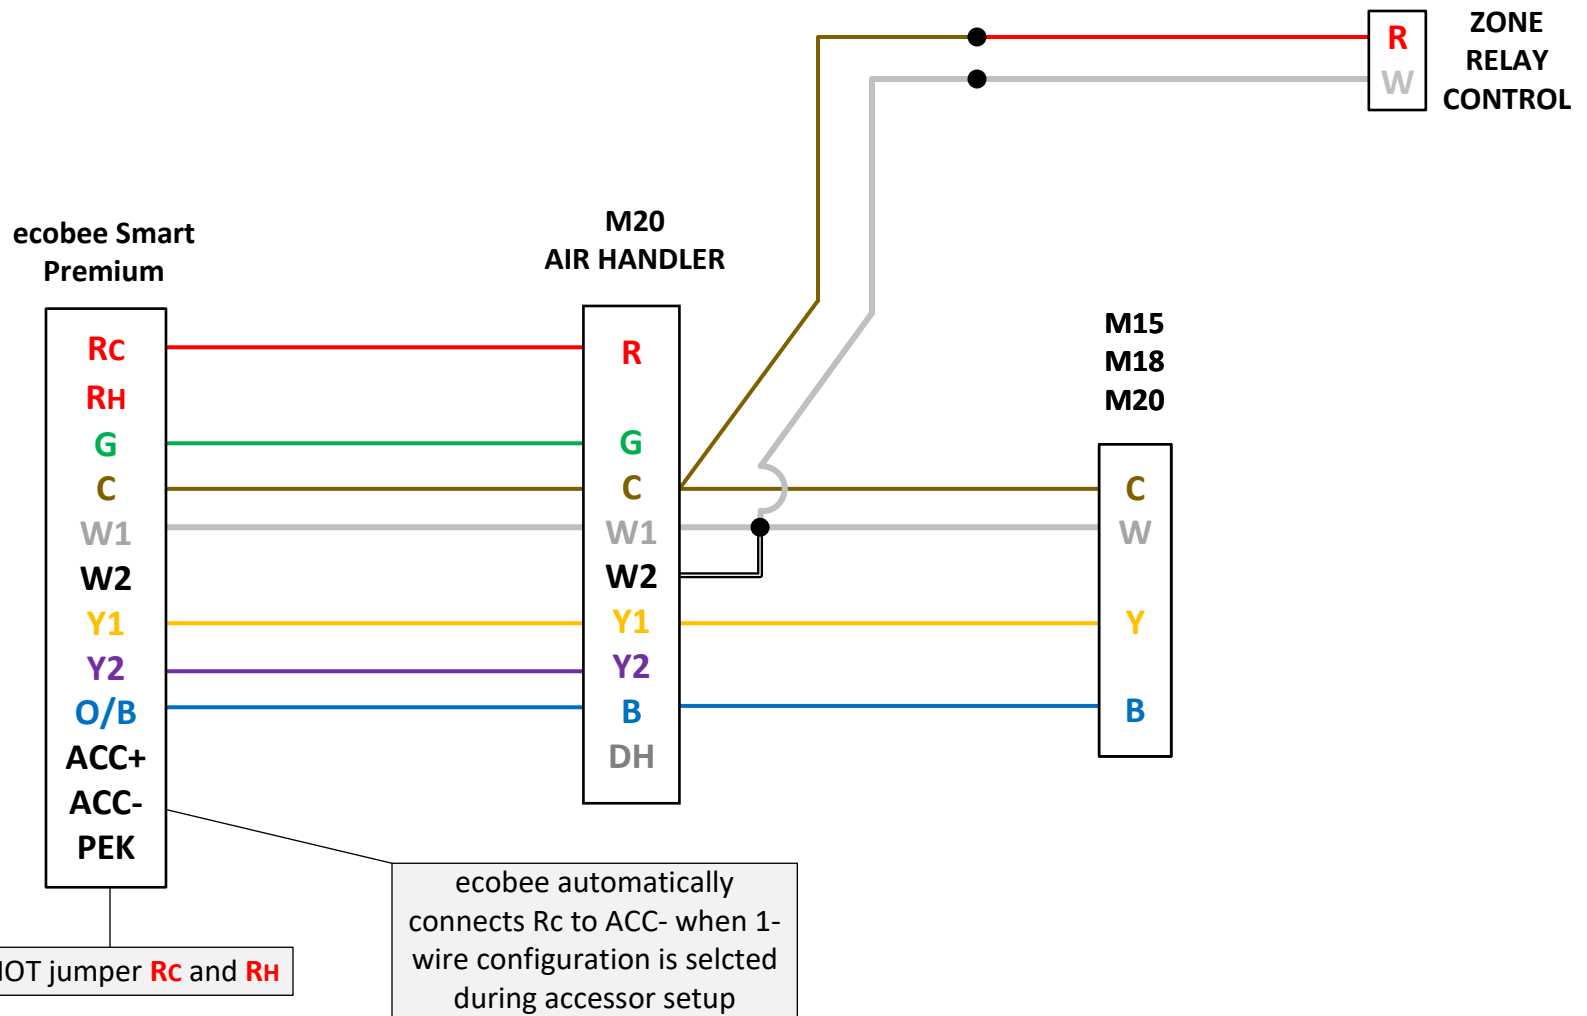 ZONE
RELAY
CONTROL
R
W
ecobee Smart
Premium
RC
RH
G
C
W1
W2
Y1
Y2
O/B
ACC+
ACC-
PEK
M20
AIR HANDLER
R
G
C
W1
W2
Y1
Y2
B
DH
M15
M18
M20
C
W
Y
B
ecobee automatically
connects Rc to ACC- when 1-
wire configuration is selcted
during accessor setup
jumper RC and RH